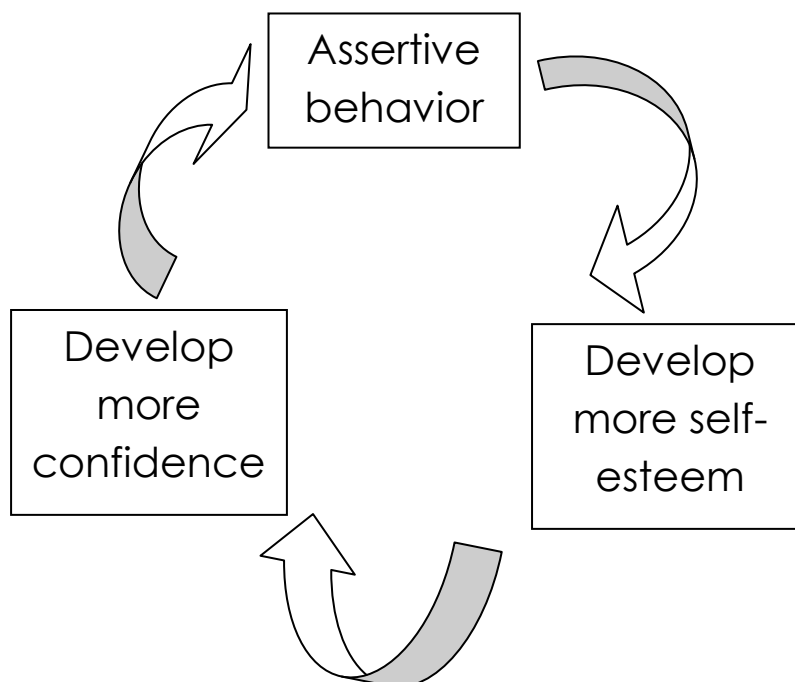 Assertive
behavior
Develop
more self-
esteem
Develop
more
confidence